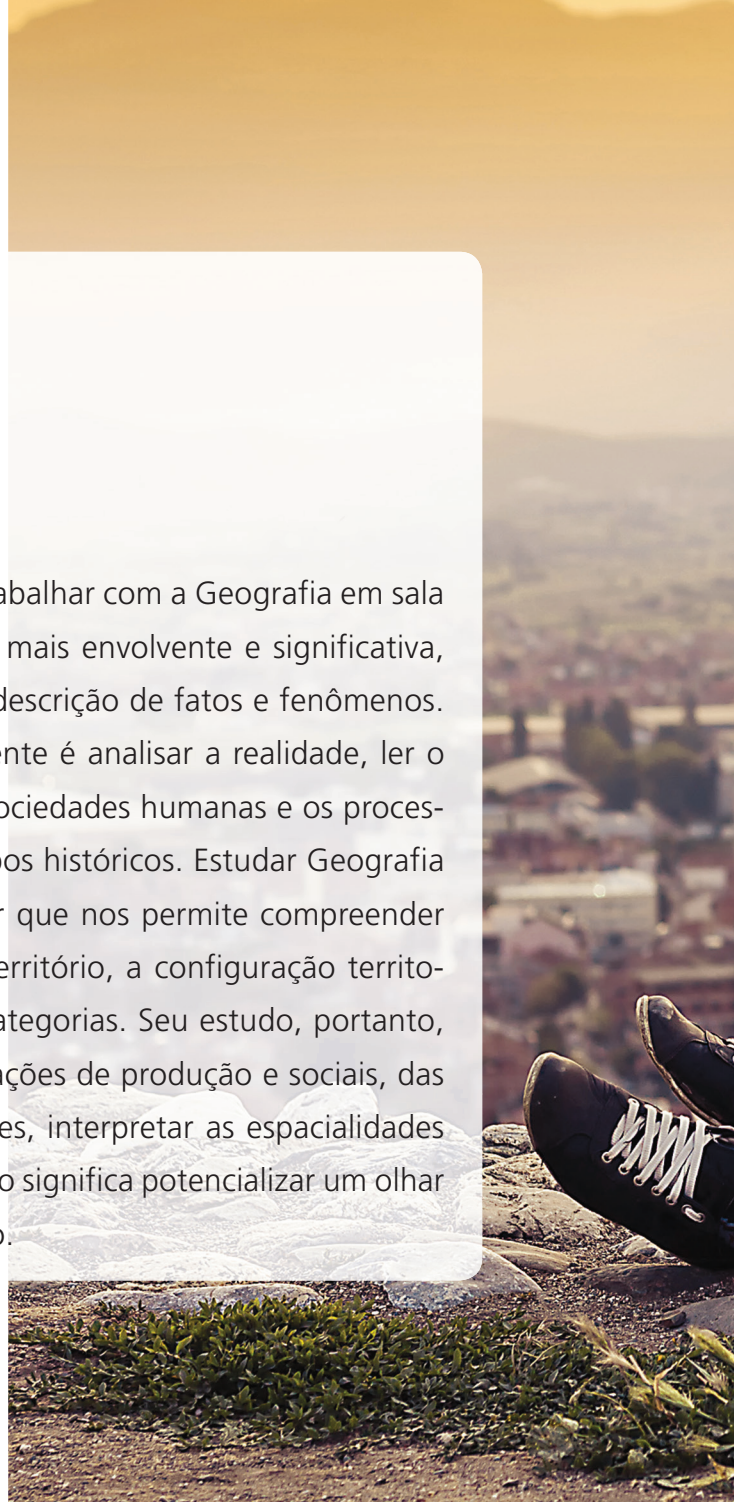 abalhar com a Geografia em sala
mais envolvente e significativa,
descrição de fatos e fenômenos.
ente é analisar a realidade, ler o
ociedades humanas e os proces-
pos históricos. Estudar Geografia
r que nos permite compreender
erritório, a configuração territo-
ategorias. Seu estudo, portanto,
ações de produção e sociais, das
es, interpretar as espacialidades
o significa potencializar um olhar
o.